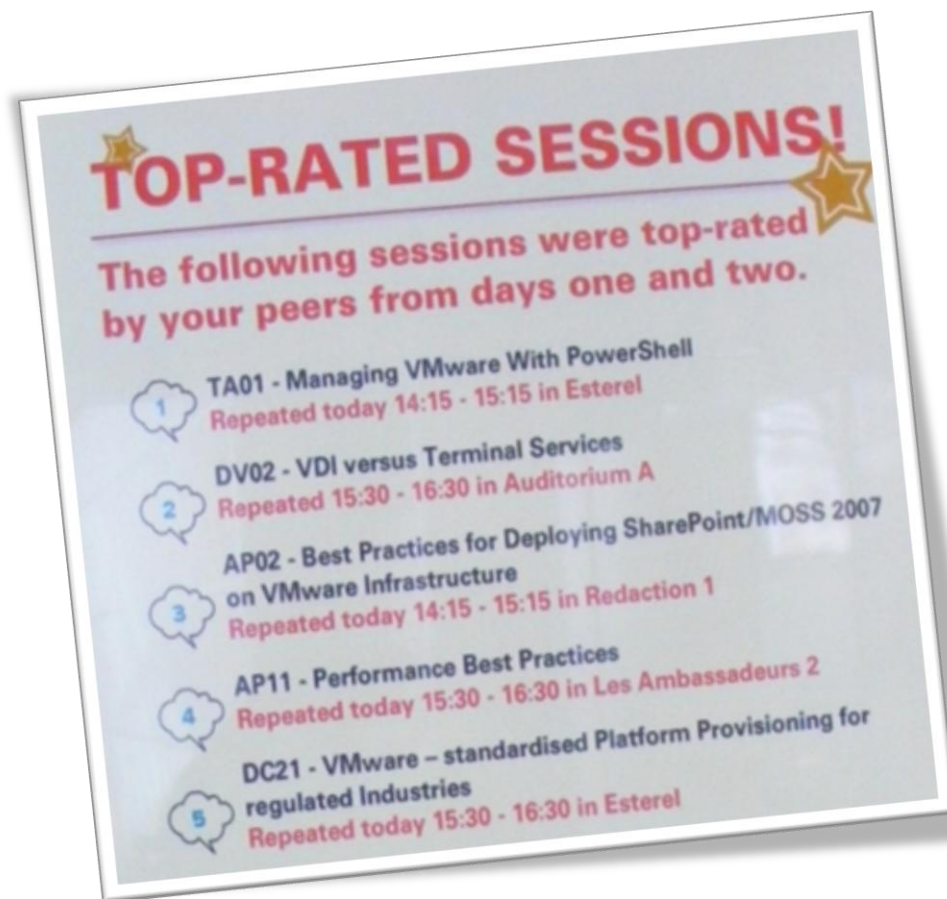 TOP-RATED SESSIONS!
The following sessions were top-rated
by your peers from days one and two.
1
TA01 - Managing VMware With PowerShell
Repeated today 14:15 - 15:15 in Esterel
2
DV02 - VDI versus Terminal Services
Repeated 15:30 - 16:30 in Auditorium A
3
AP02 - Best Practices for Deploying SharePoint/MOSS 2007
on VMware Infrastructure
Repeated today 14:15 - 15:15 in Redaction 1
4
AP11 - Performance Best Practices
Repeated today 15:30 - 16:30 in Les Ambassadeurs 2
5
DC21 - VMware – standardised Platform Provisioning for
regulated Industries
Repeated today 15:30 - 16:30 in Esterel